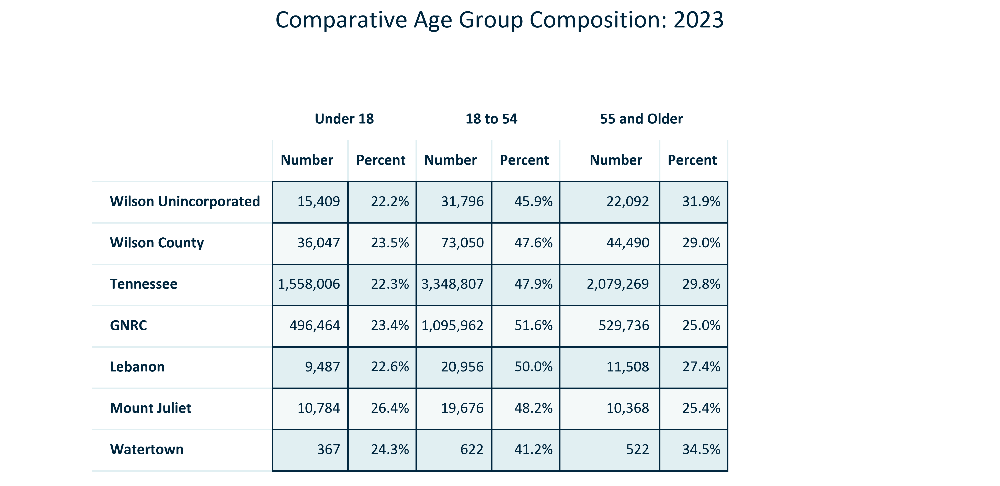 Comparative Age Group Composition: 2023
Under 18 18 to 54 55 and Older
Number Percent Number Percent Number Percent
Wilson Unincorporated 15,409 22.2% 31,796 45.9% 22,092 31.9%
Wilson County 36,047 23.5% 73,050 47.6% 44,490 29.0%
Tennessee 1,558,006 22.3% 3,348,807 47.9% 2,079,269 29.8%
GNRC 496,464 23.4% 1,095,962 51.6% 529,736 25.0%
Lebanon 9,487 22.6% 20,956 50.0% 11,508 27.4%
Mount Juliet 10,784 26.4% 19,676 48.2% 10,368 25.4%
Watertown 367 24.3% 622 41.2% 522 34.5%